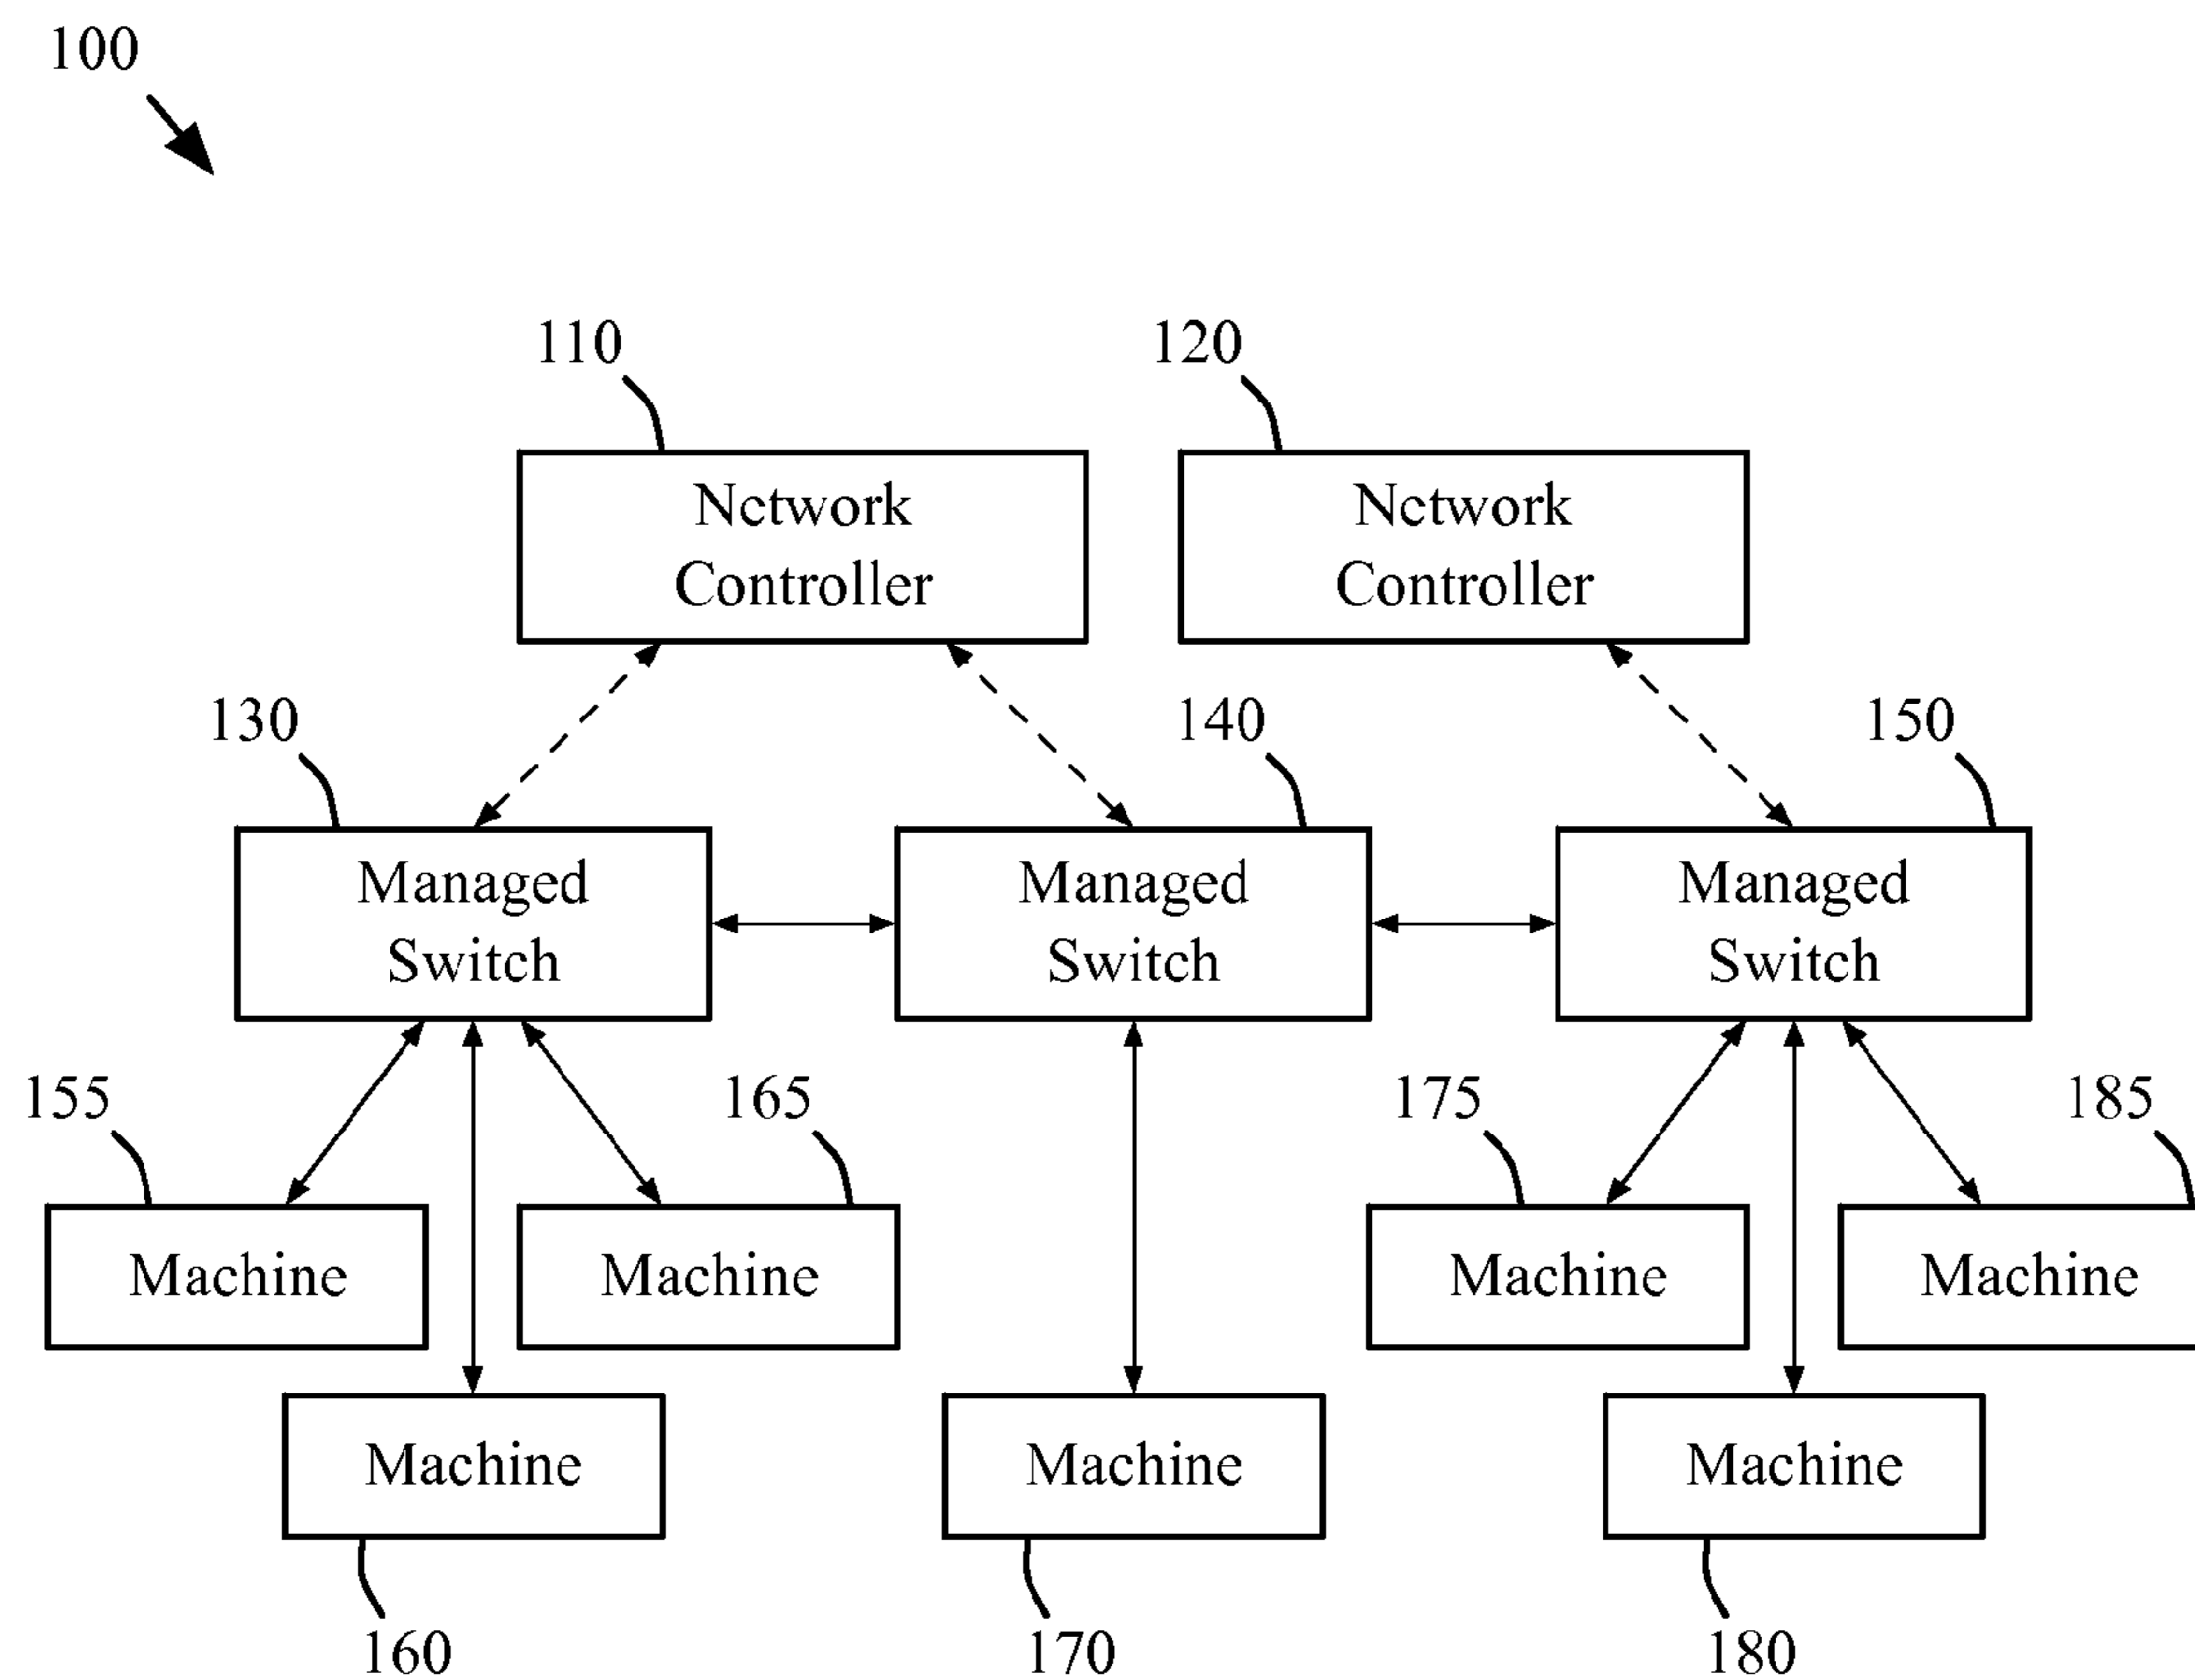 100
110
120
Network
Controller
Network
Controller
130
140
150
Managed
Switch
Managed
Switch
Managed
Switch
155
165
175
185
Machine
Machine
Machine
Machine
Machine
Machine
Machine
160
170
180